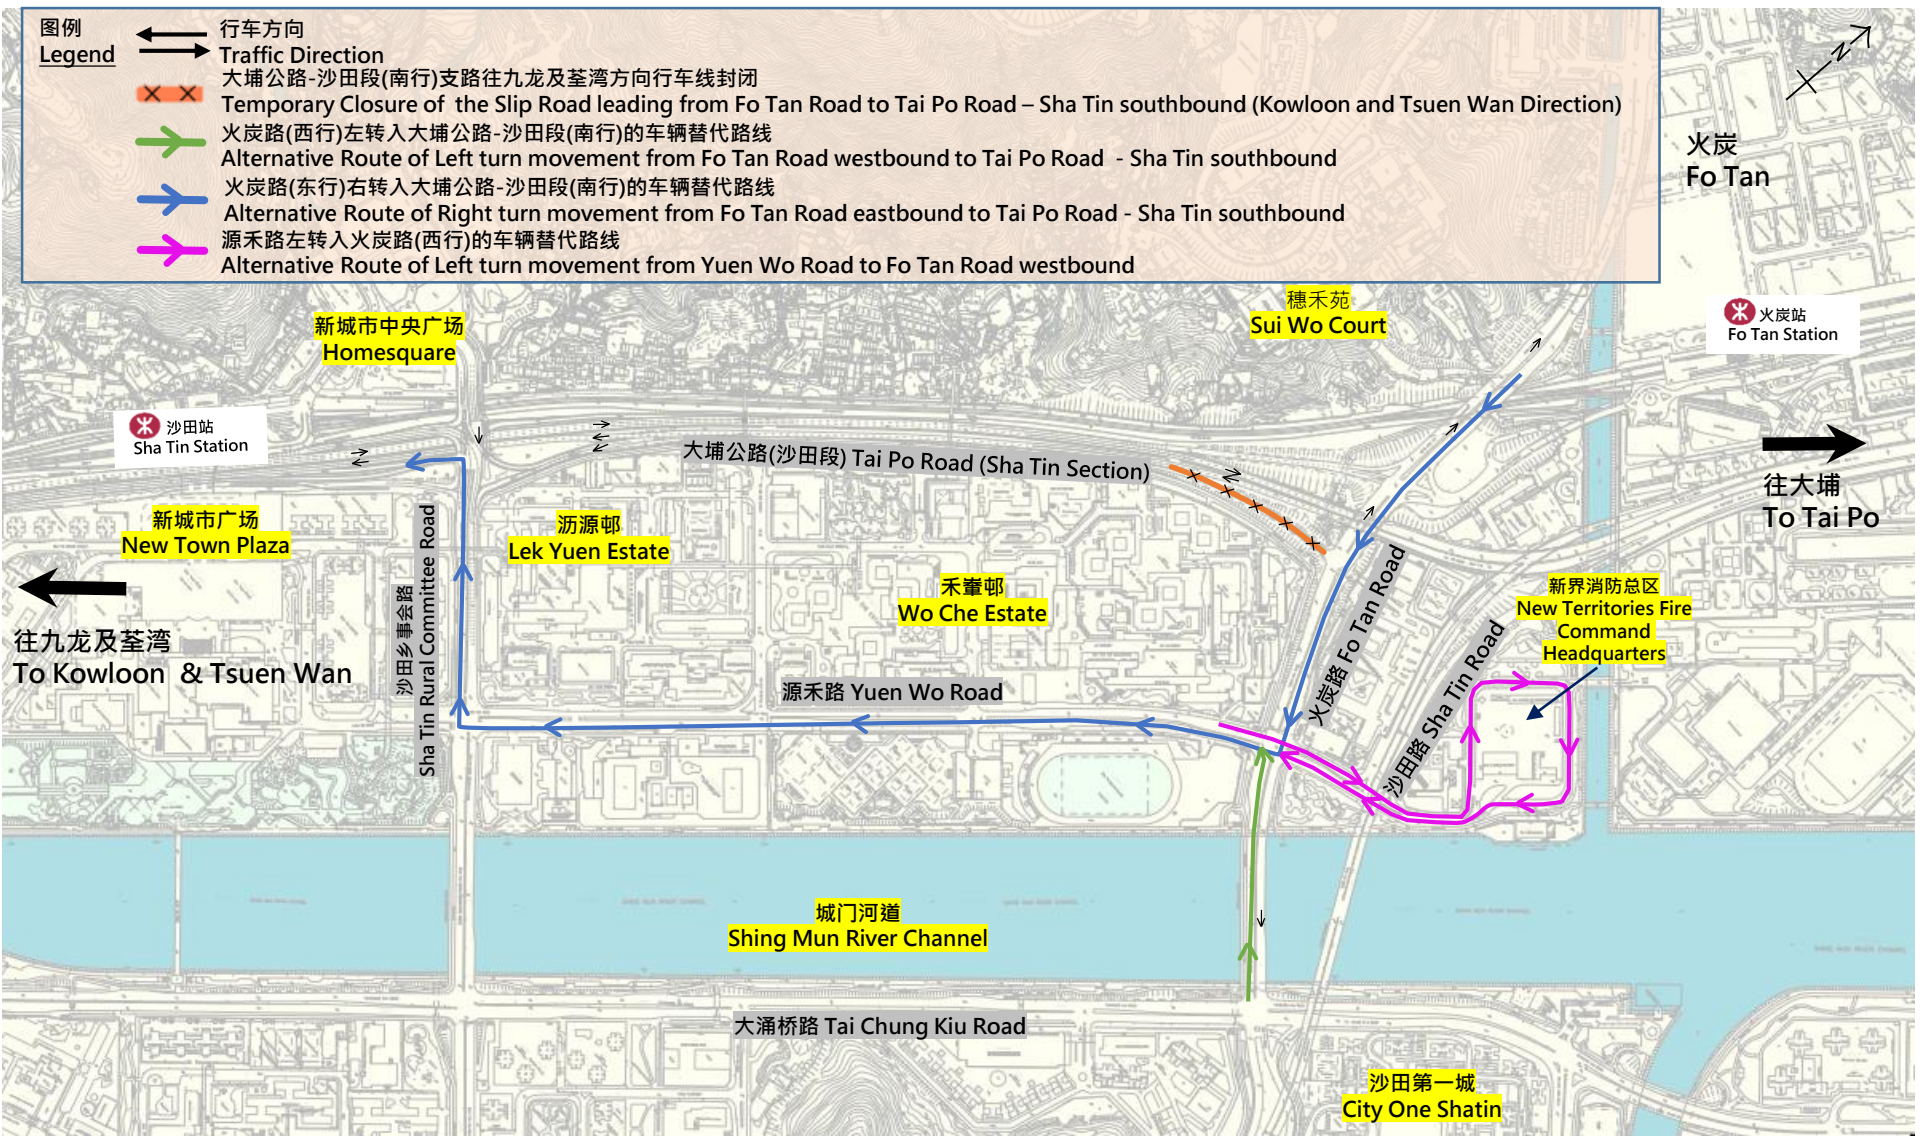 图例
Legend
行车方向
Traffic Direction
大埔公路-沙田段(南行)支路往九龙及荃湾方向行车线封闭
Temporary Closure of the Slip Road leading from Fo Tan Road to Tai Po Road – Sha Tin southbound (Kowloon and Tsuen Wan Direction)
火炭路(西行)左转入大埔公路-沙田段(南行)的车辆替代路线
Alternative Route of Left turn movement from Fo Tan Road westbound to Tai Po Road - Sha Tin southbound
火炭路(东行)右转入大埔公路-沙田段(南行)的车辆替代路线
Alternative Route of Right turn movement from Fo Tan Road eastbound to Tai Po Road - Sha Tin southbound
源禾路左转入火炭路(西行)的车辆替代路线
Alternative Route of Left turn movement from Yuen Wo Road to Fo Tan Road westbound
N
火炭
Fo Tan
穗禾苑
Sui Wo Court
火炭站
Fo Tan Station
新城市中央广场
Homesquare
沙田站
Sha Tin Station
大埔公路(沙田段) Tai Po Road (Sha Tin Section)
往大埔
To Tai Po
新城市广场
New Town Plaza
沥源邨
Lek Yuen Estate
禾輋邨
Wo Che Estate
新界消防总区
New Territories Fire
Command
Headquarters
往九龙及荃湾
To Kowloon & Tsuen Wan
沙田乡事会路
Sha Tin Rural Committee Road
源禾路 Yuen Wo Road
火炭路 Fo Tan Road
沙田路 Sha Tin Road
城门河道
Shing Mun River Channel
大涌桥路 Tai Chung Kiu Road
沙田第一城
City One Shatin